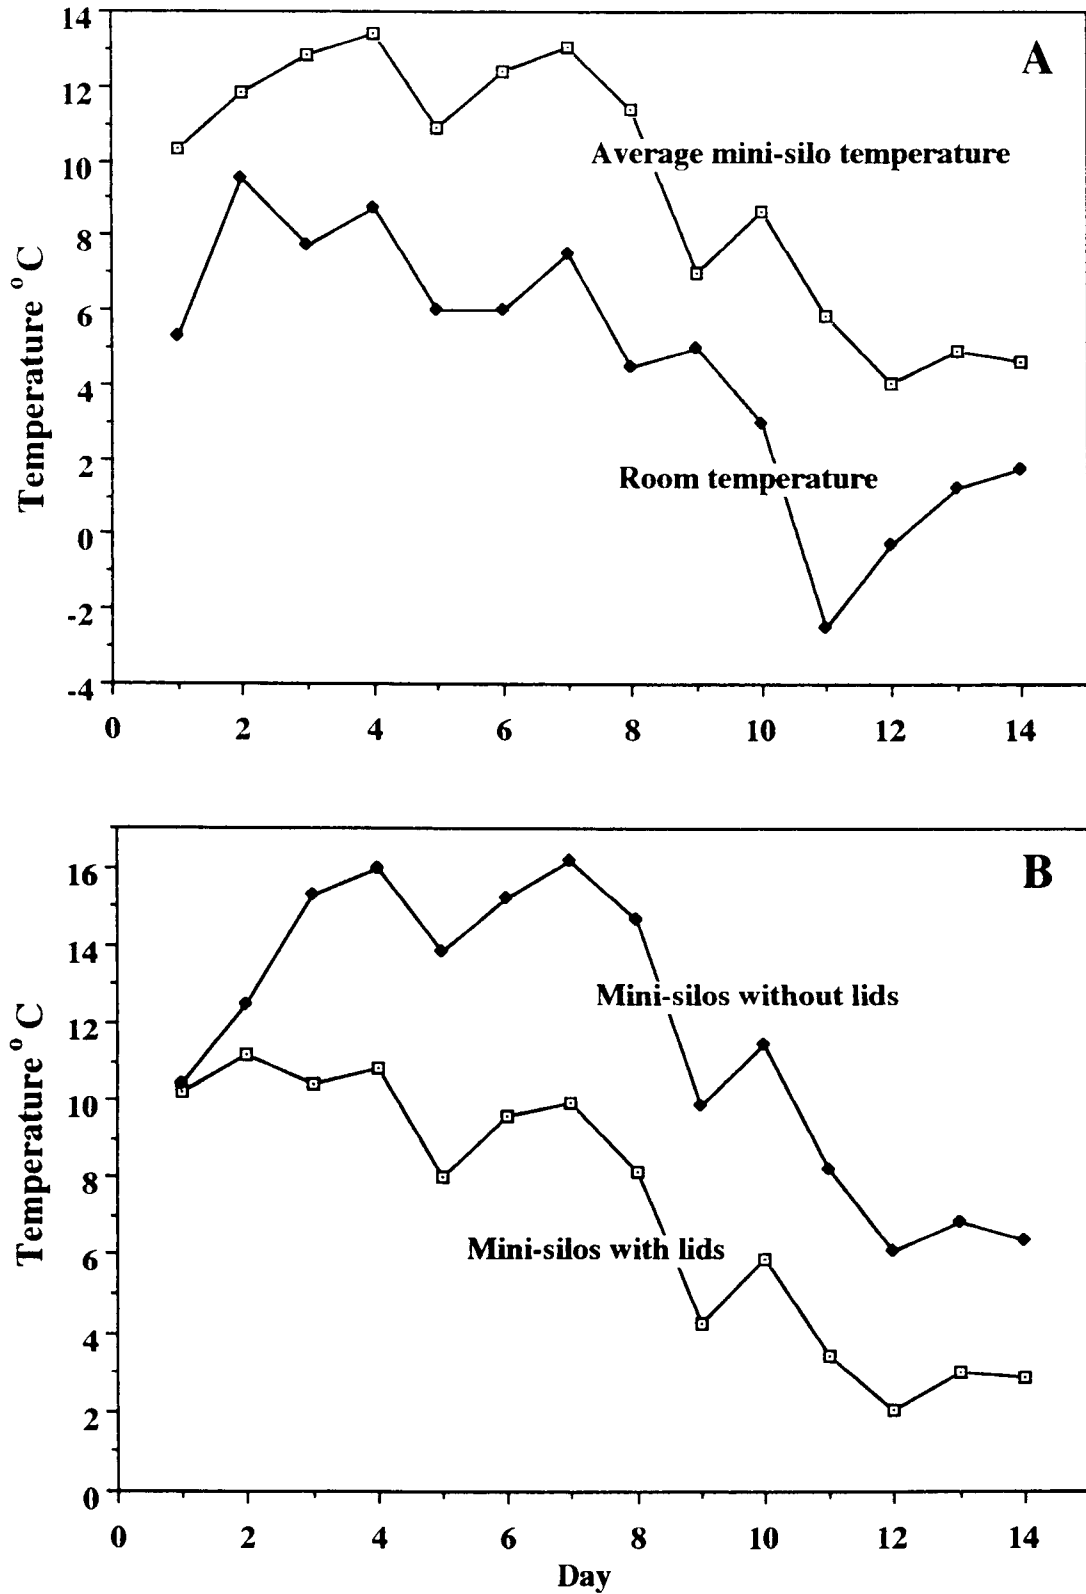 A
14
12
10
8
6
4
2
0
-2
-4
Temperature °C
Average mini-silo temperature
Room temperature
0 2 4 6 8 10 12 14
B
16
14
12
10
8
6
4
2
0
Temperature °C
Mini-silos without lids
Mini-silos with lids
0 2 4 6 8 10 12 14
Day